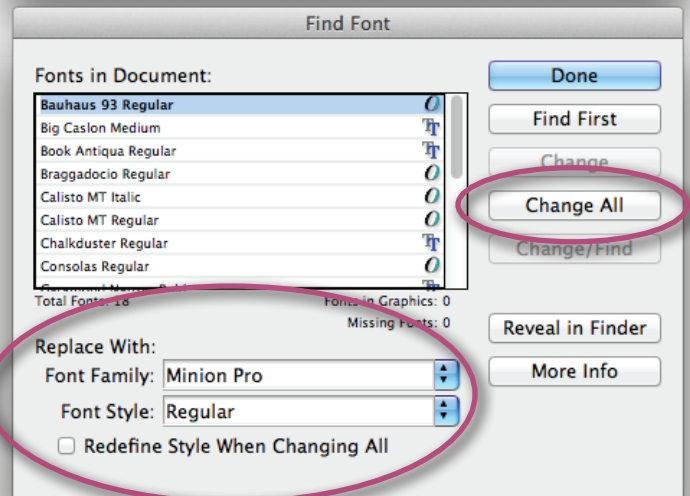 Find Font
Fonts in Document:
Bauhaus 93 Regular
Big Caslon Medium
Book Antiqua Regular
Braggadocio Regular
Calisto MT Italic
Calisto MT Regular
Chalkduster Regular
Consolas Regular
Total Fonts: 18
Fonts in Graphics: 0
Missing Fonts: 0
Replace With:
Font Family: Minion Pro
Font Style: Regular
Redefine Style When Changing All
Done
Find First
Change
Change All
Change/Find
Reveal in Finder
More Info